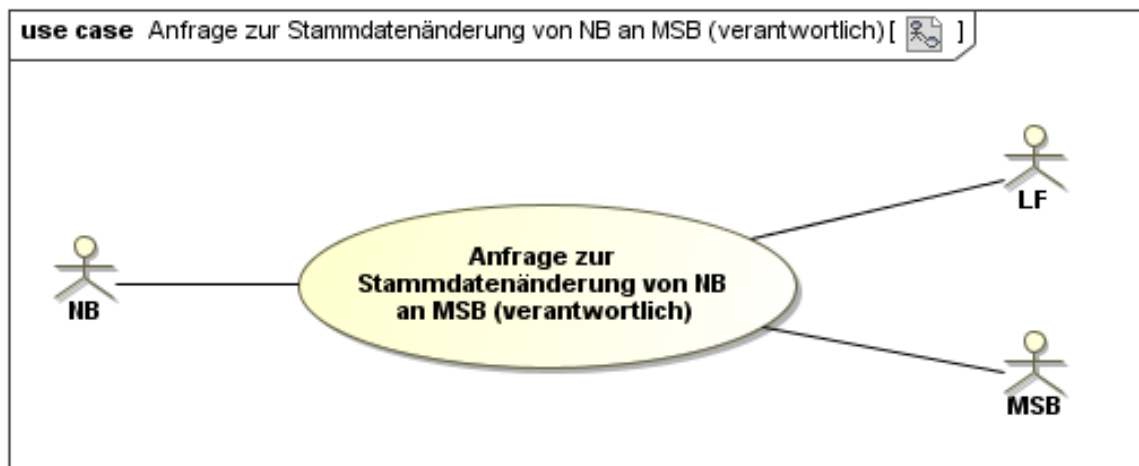 use case Anfrage zur Stammdatenänderung von NB an MSB (verantwortlich) [ ]
LF
Anfrage zur
Stammdatenänderung von NB
an MSB (verantwortlich)
NB
MSB